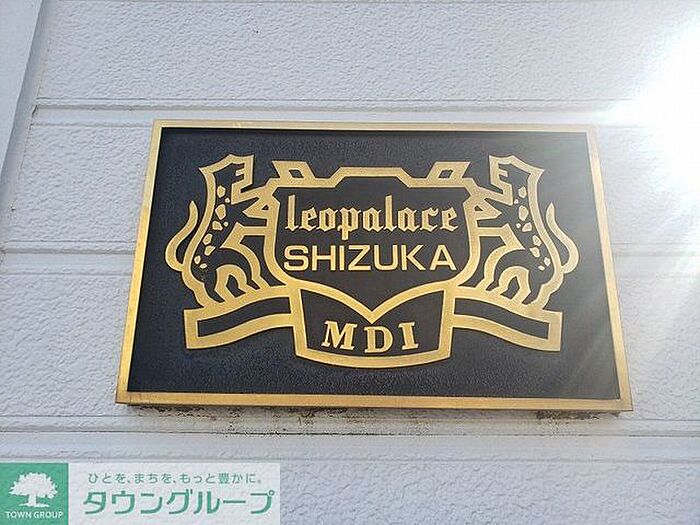 leopalace
SHIZUKA
MDI
ひとを、まちを、もっと豊かに。
TOWN GROUP
タウングループ